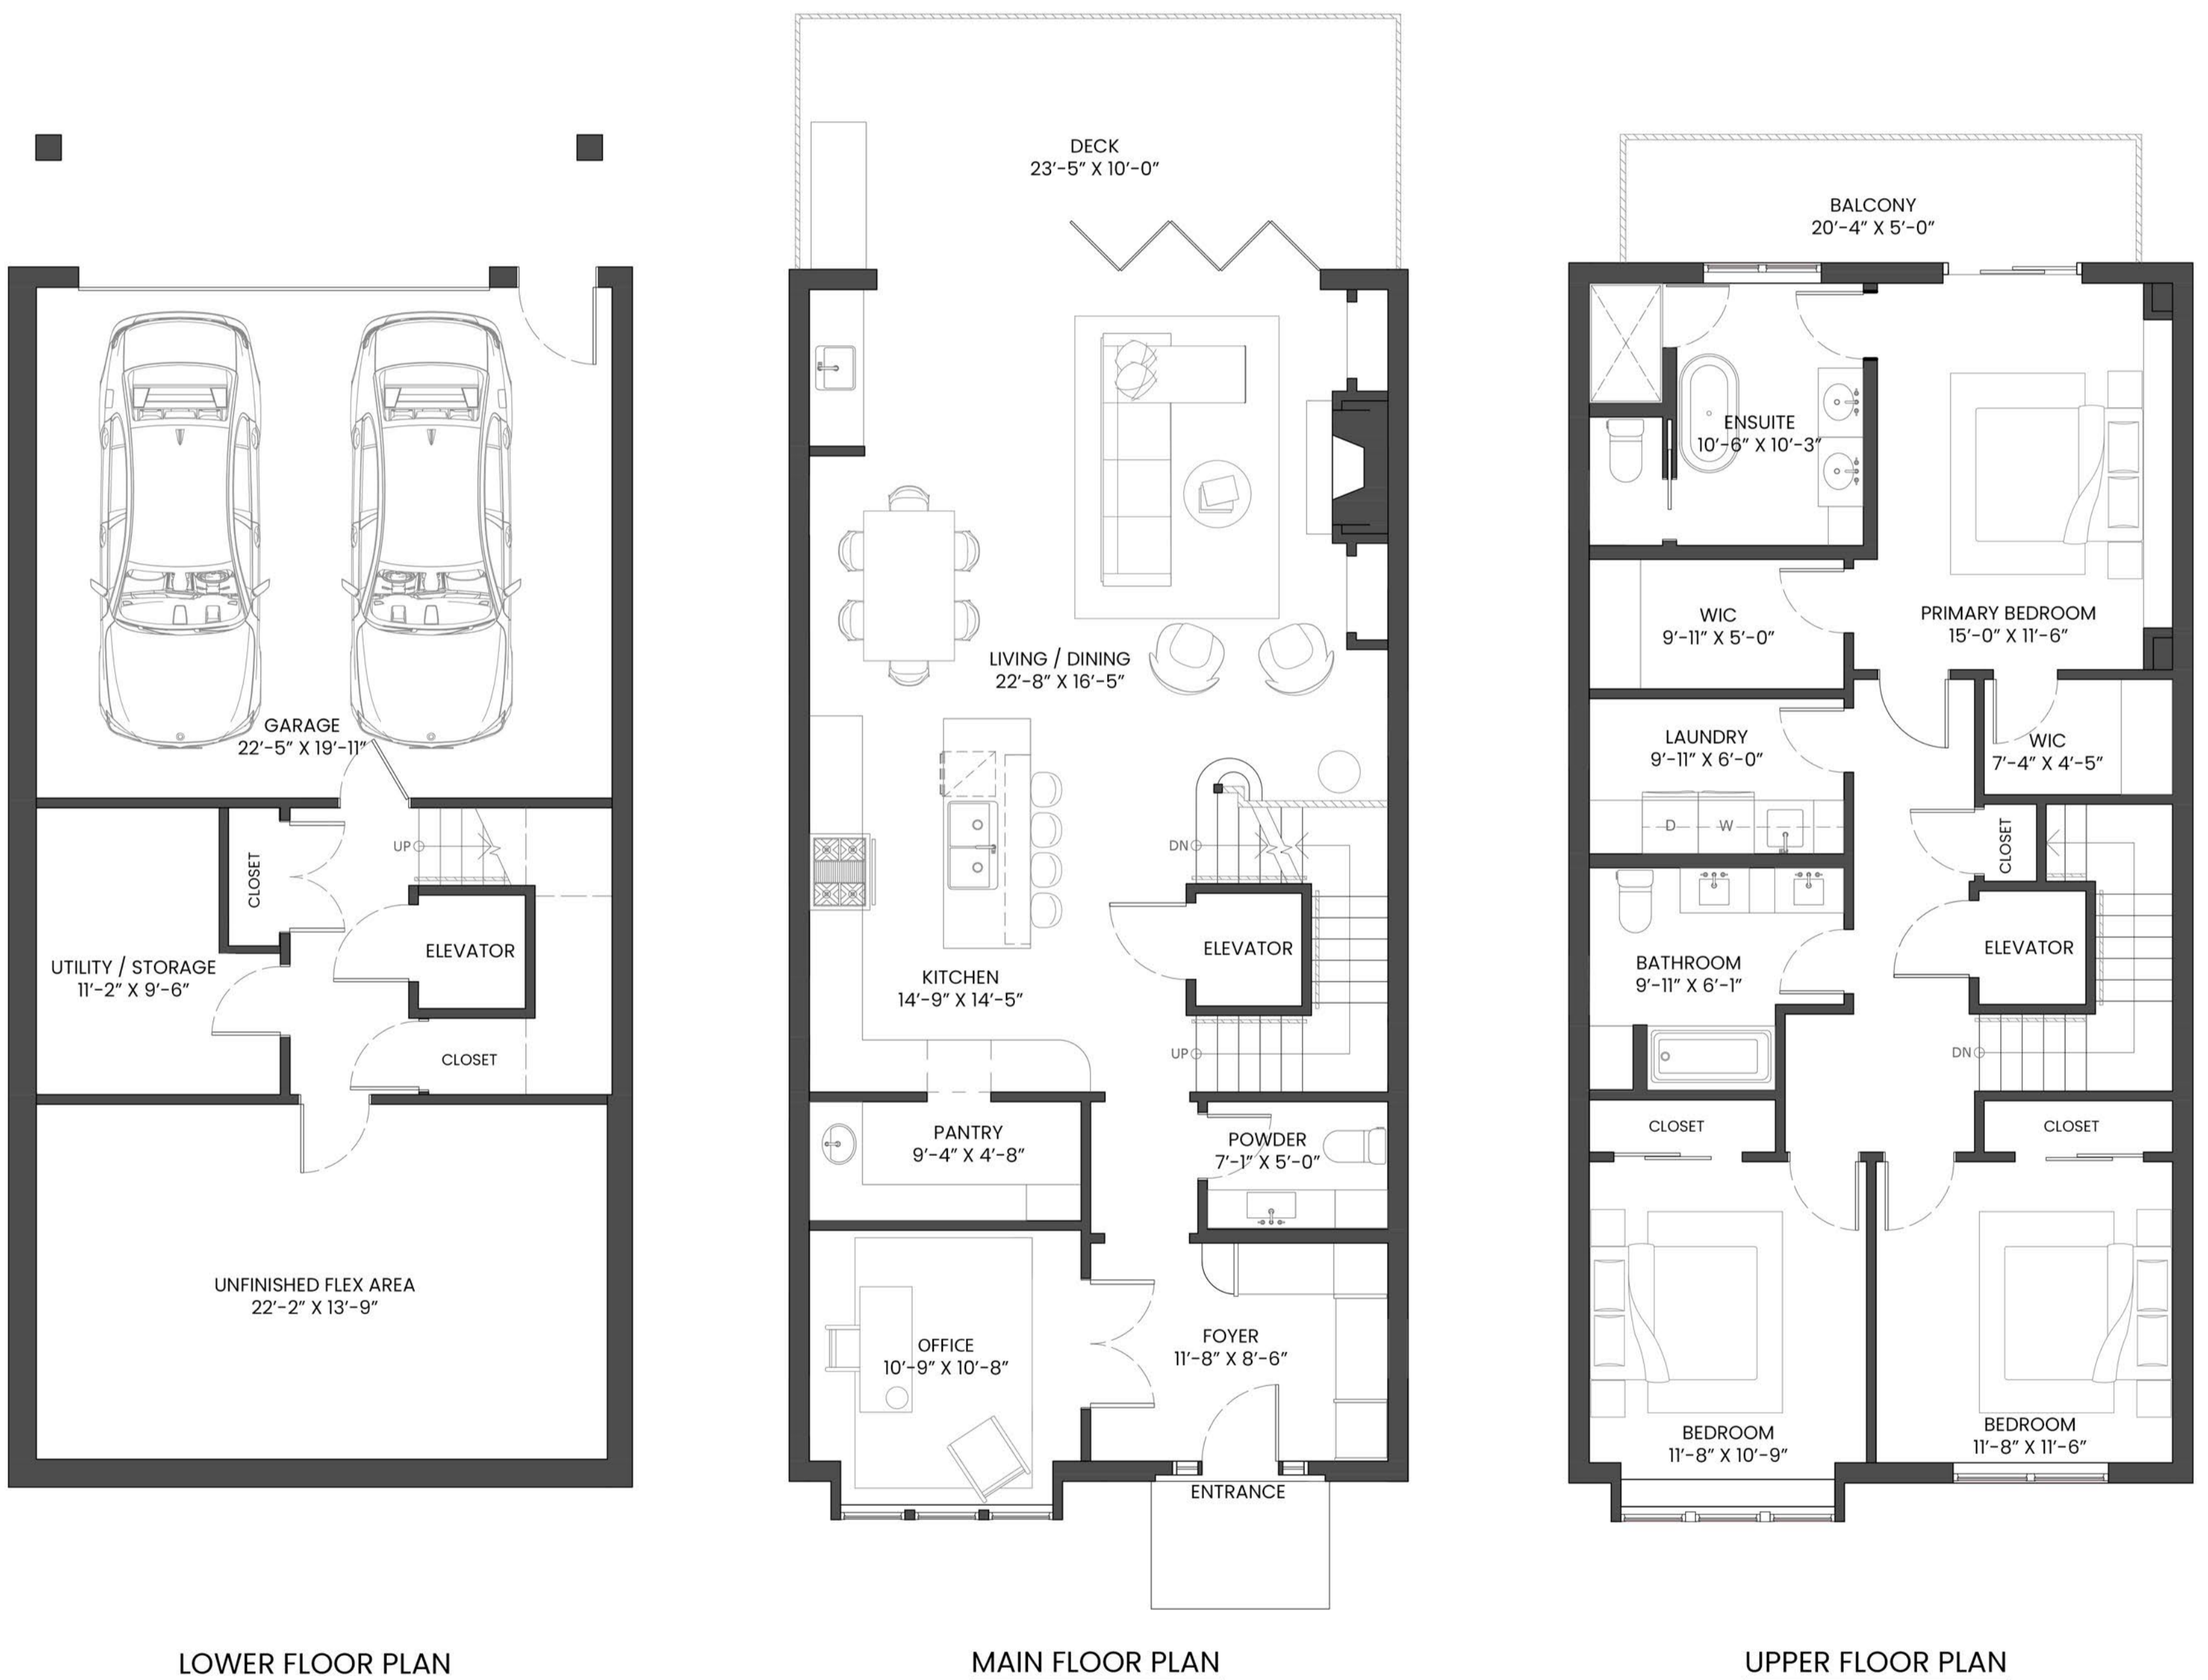 GARAGE
22'-5" X 19'-11"
CLOSET
UP
ELEVATOR
UTILITY / STORAGE
11'-2" X 9'-6"
CLOSET
UNFINISHED FLEX AREA
22'-2" X 13'-9"
LOWER FLOOR PLAN
DECK
23'-5" X 10'-0"
LIVING / DINING
22'-8" X 16'-5"
DN
ELEVATOR
KITCHEN
14'-9" X 14'-5"
UP
PANTRY
9'-4" X 4'-8"
POWDER
7'-1" X 5'-0"
OFFICE
10'-9" X 10'-8"
FOYER
11'-8" X 8'-6"
ENTRANCE
MAIN FLOOR PLAN
BALCONY
20'-4" X 5'-0"
ENSUITE
10'-6" X 10'-3"
WIC
9'-11" X 5'-0"
PRIMARY BEDROOM
15'-0" X 11'-6"
LAUNDRY
9'-11" X 6'-0"
WIC
7'-4" X 4'-5"
D
W
CLOSET
ELEVATOR
BATHROOM
9'-11" X 6'-1"
DN
CLOSET
CLOSET
BEDROOM
11'-8" X 10'-9"
BEDROOM
11'-8" X 11'-6"
UPPER FLOOR PLAN